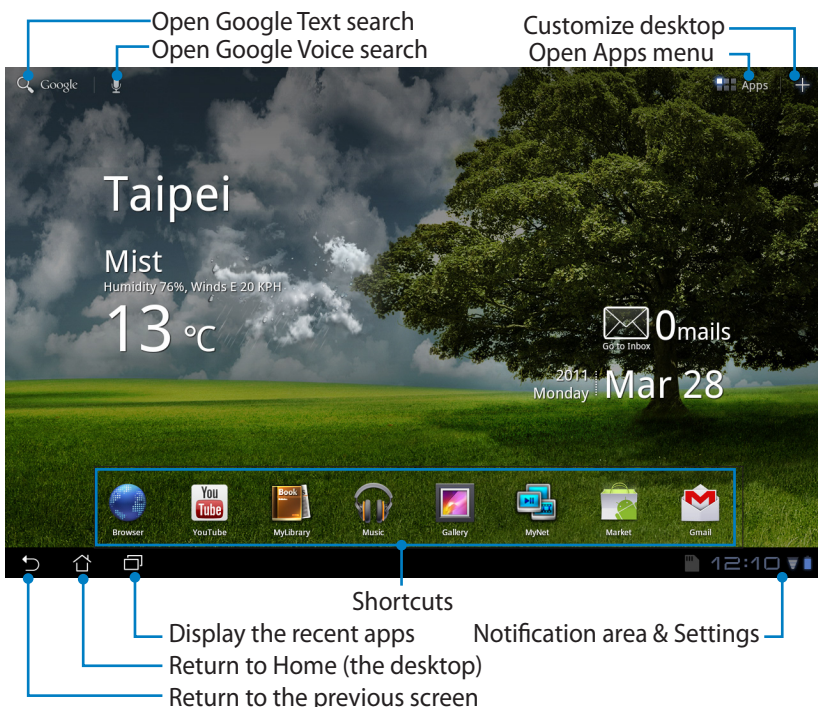 Open Google Text search
Customize desktop
Open Google Voice search
Open Apps menu
Google
Apps
Taipei
Mist
Humidity 76%, Winds E 20 KPH
13 °C
Go to Inbox
0mails
2011
Monday
Mar 28
You
Tube
Book
Browser
YouTube
MyLibrary
Music
Gallery
MyNet
Market
Gmail
12:10
Shortcuts
Display the recent apps
Notification area & Settings
Return to Home (the desktop)
Return to the previous screen